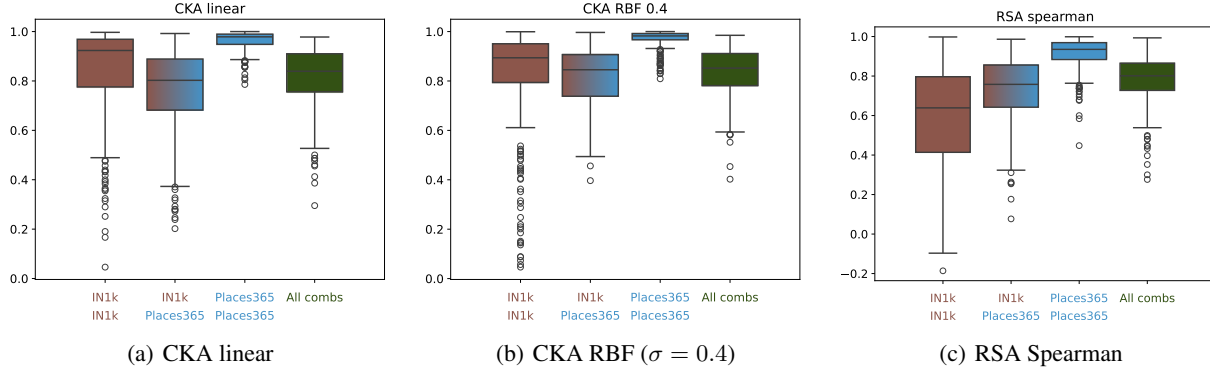 CKA linear
1.0
0.8
0.6
0.4
0.2
0.0
IN1k IN1k Places365 All combs
IN1k Places365 Places365
(a) CKA linear
CKA RBF 0.4
1.0
0.8
0.6
0.4
0.2
0.0
IN1k IN1k Places365 All combs
IN1k Places365 Places365
(b) CKA RBF (σ = 0.4)
RSA spearman
1.0
0.8
0.6
0.4
0.2
0.0
−0.2
IN1k IN1k Places365 All combs
IN1k Places365 Places365
(c) RSA Spearman